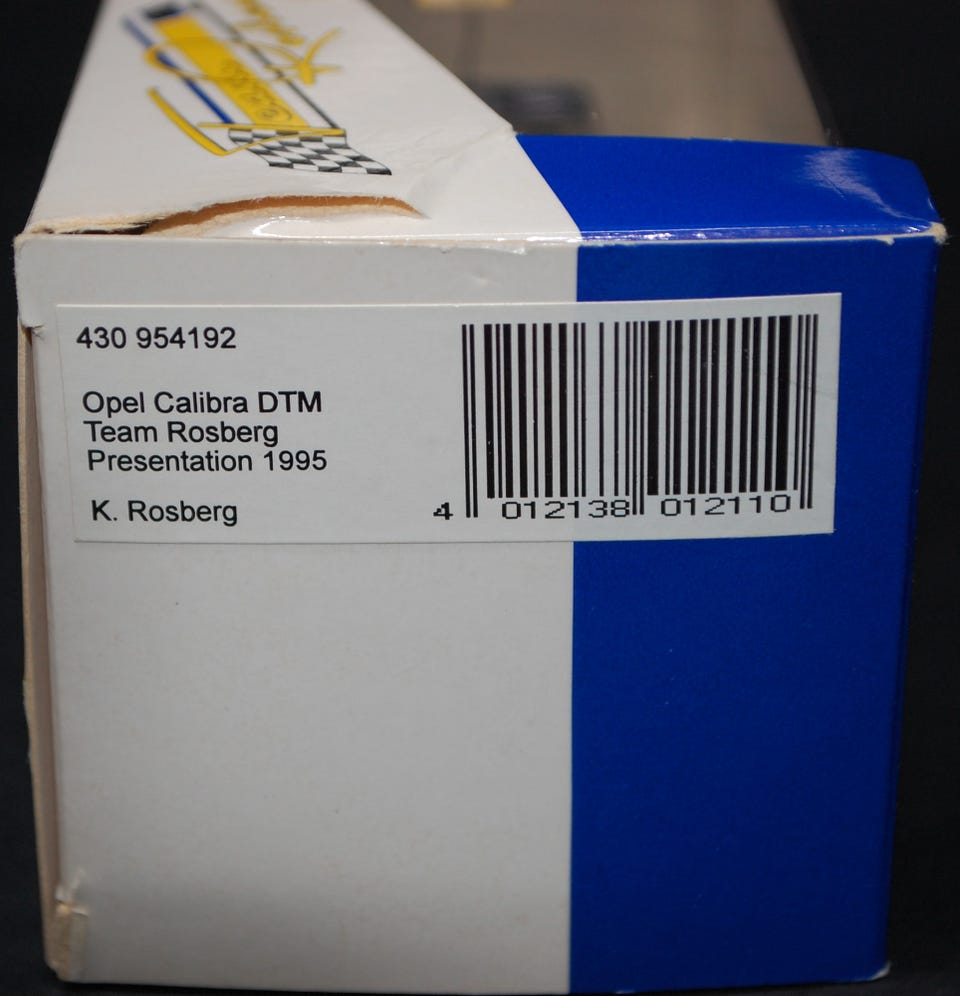 430 954192
Opel Calibra DTM
Team Rosberg
Presentation 1995
K. Rosberg
4 012138 012110